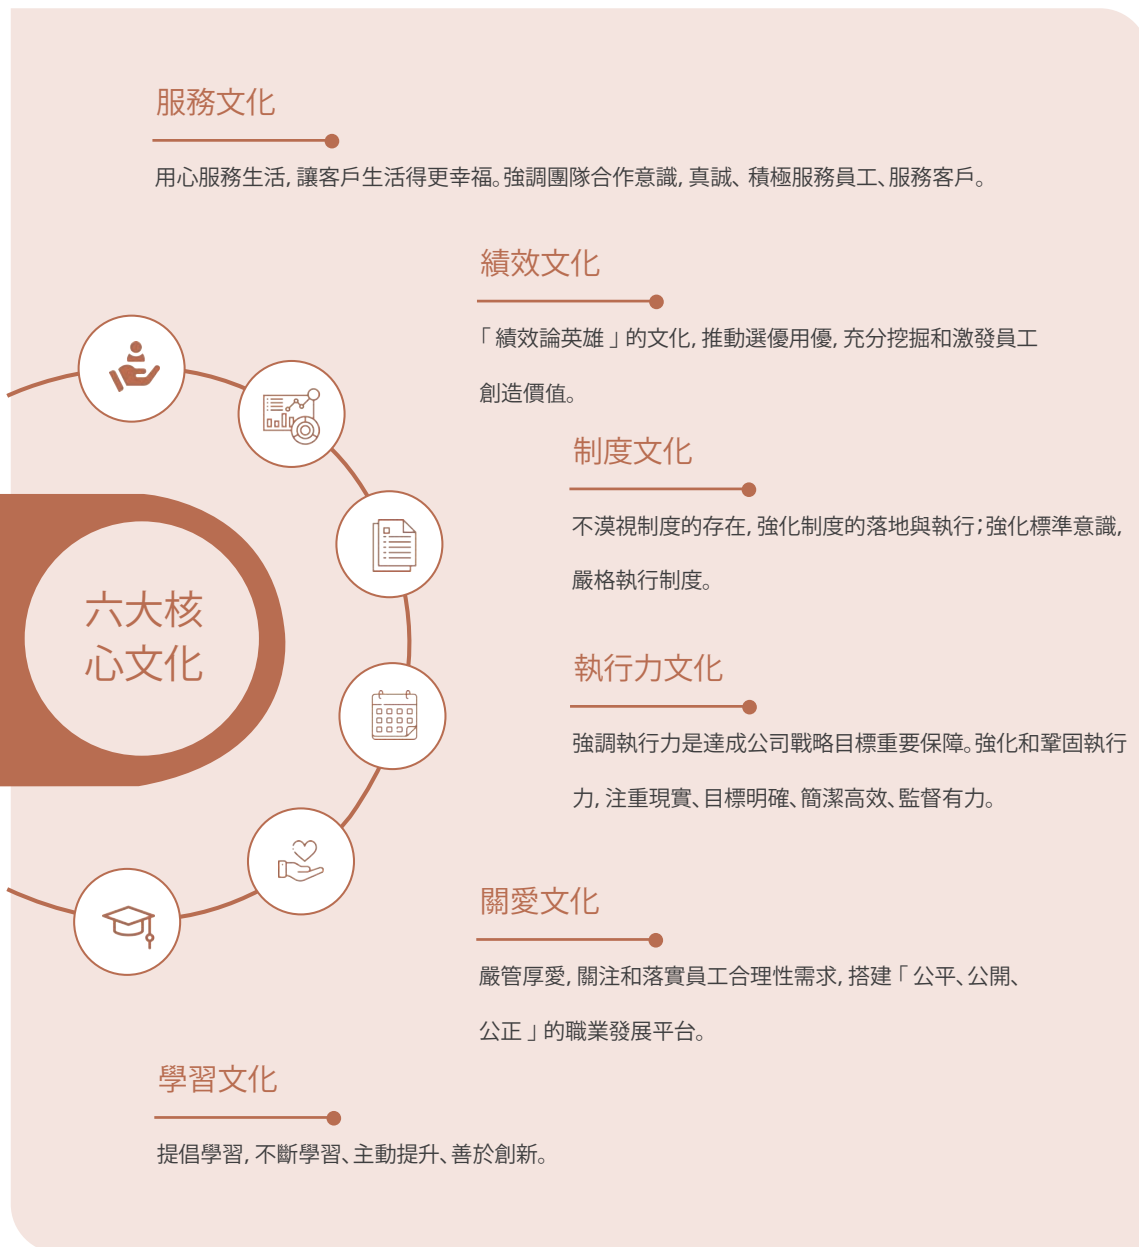 服務文化
用心服務生活,讓客戶生活得更幸福。強調團隊合作意識,真誠、積極服務員工、服務客戶。
績效文化
「績效論英雄」的文化,推動選優用優,充分挖掘和激發員工
創造價值。
制度文化
不漠視制度的存在,強化制度的落地與執行;強化標準意識,
嚴格執行制度。
六大核
心文化
執行力文化
強調執行力是達成公司戰略目標重要保障。強化和鞏固執行
力,注重現實、目標明確、簡潔高效、監督有力。
關愛文化
嚴管厚愛,關注和落實員工合理性需求,搭建「公平、公開、
公正」的職業發展平台。
學習文化
提倡學習,不斷學習、主動提升、善於創新。